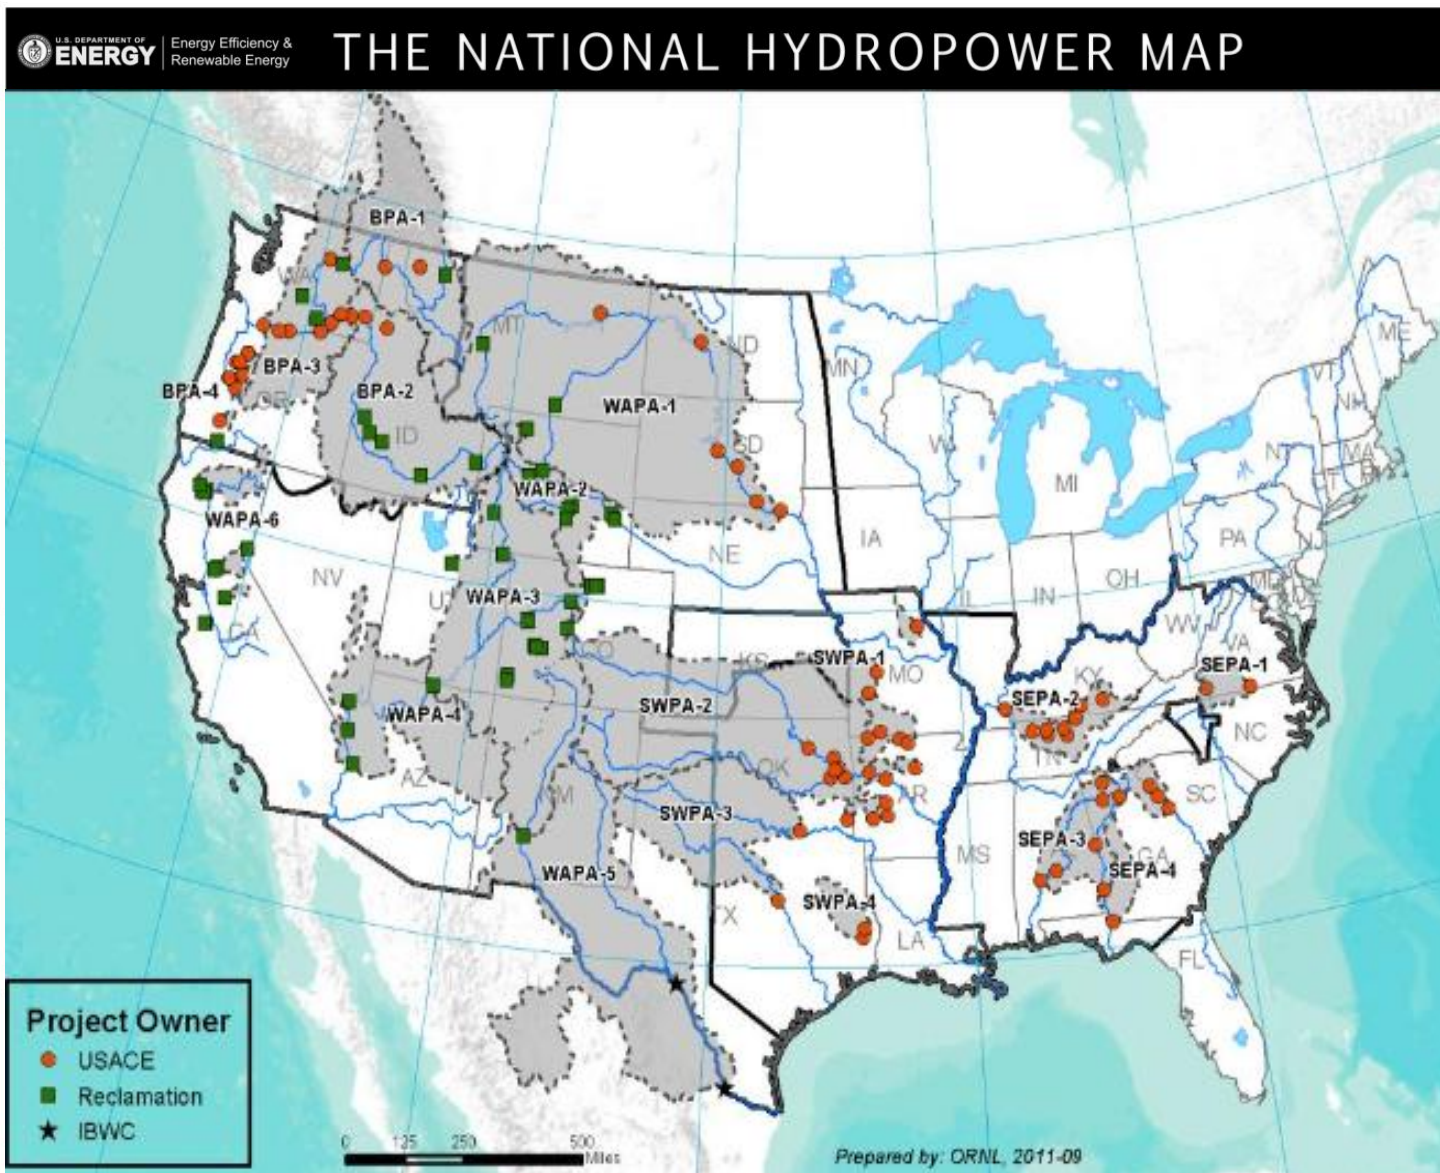 U.S. DEPARTMENT OF
ENERGY
Energy Efficiency &
Renewable Energy
THE NATIONAL HYDROPOWER MAP
BPA-1
WA
MT
ND
ME
MN
VT
BPA-3
BPA-4
BPA-2
OR
ID
WAPA-1
NH
SD
WI
MA
MI
WAPA-2
WAPA-6
IA
PA
NJ
NE
NV
OH
IN
IL
MD
DE
WAPA-3
WV
VA
CA
CO
KS
SWPA-1
MO
SEPA-1
KY
SEPA-2
SWPA-2
WAPA-4
NC
TN
OK
AZ
AR
SC
SWPA-3
SEPA-3
MS
GA
SEPA-4
WAPA-5
SWPA-4
TX
LA
FL
Project Owner
USACE
Reclamation
IBWC
0 125 250 500
Miles
Prepared by: ORNL, 2011-09